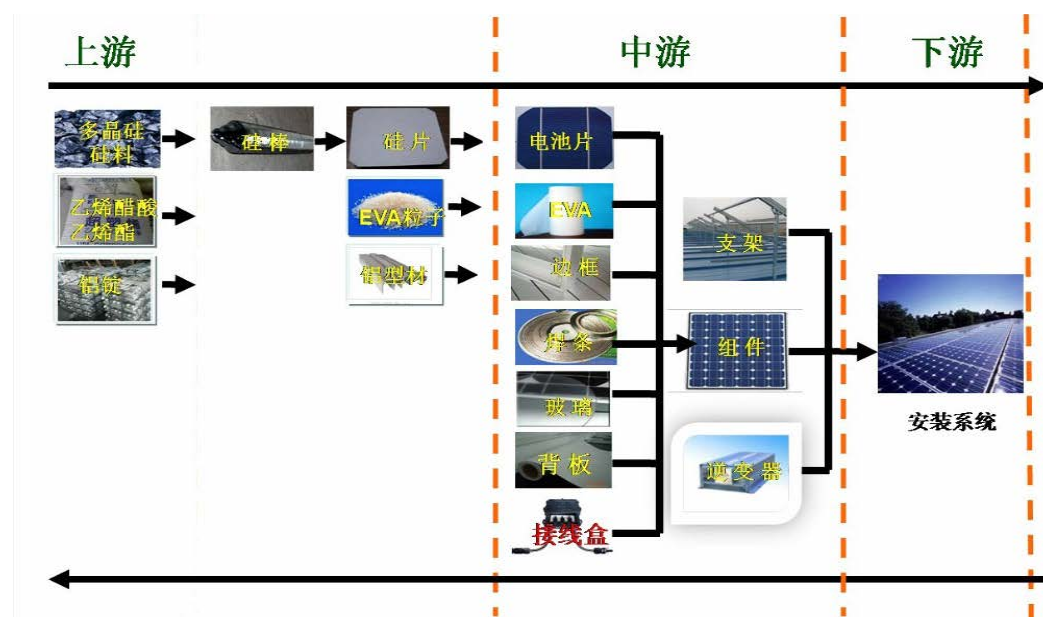 上游
中游
下游
多晶硅
硅料
硅棒
硅片
电池片
乙烯醋酸
乙烯酯
EVA粒子
EVA
支架
铝锭
铝型材
边框
焊条
组件
玻璃
安装系统
背板
逆变器
接线盒